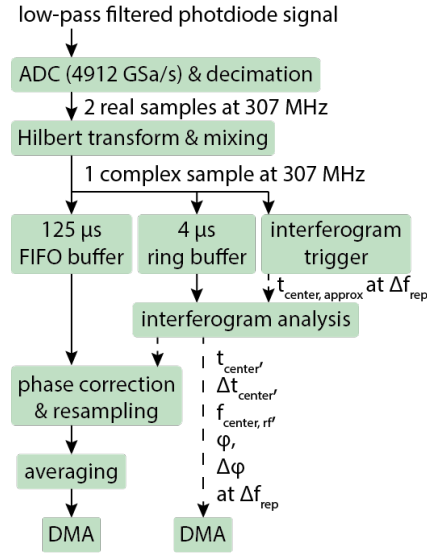 low-pass filtered photdiode signal
ADC (4912 GSa/s) & decimation
2 real samples at 307 MHz
Hilbert transform & mixing
1 complex sample at 307 MHz
125 µs
FIFO buffer
4 µs
ring buffer
interferogram
trigger
t_center, approx at Δf_rep
interferogram analysis
phase correction
& resampling
t_center,
Δt_center,
f_center, rf,
φ,
Δφ
at Δf_rep
averaging
DMA
DMA